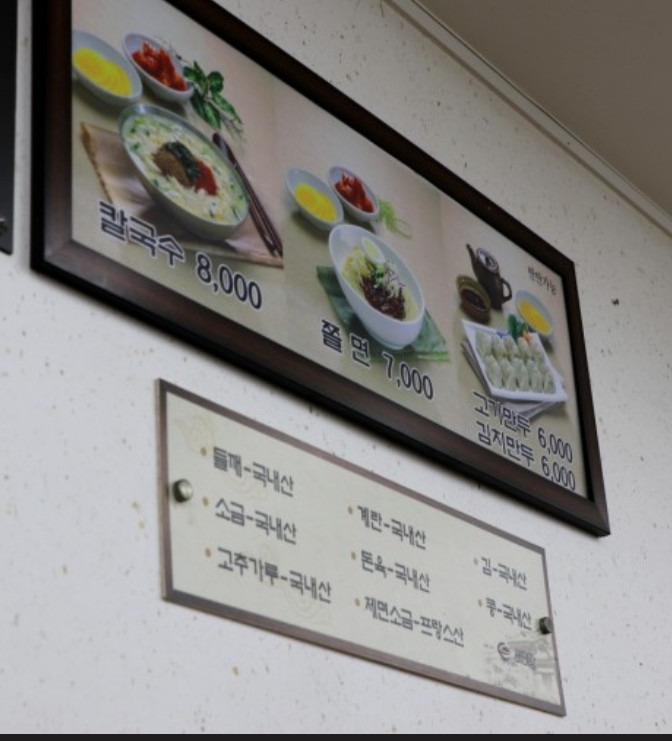 칼국수 8,000
쫄면 7,000
고기만두 6,000
김치만두 6,000
들깨-국내산
소금-국내산
고추가루-국내산
계란-국내산
돈육-국내산
제면소금-프랑스산
김-국내산
콩-국내산